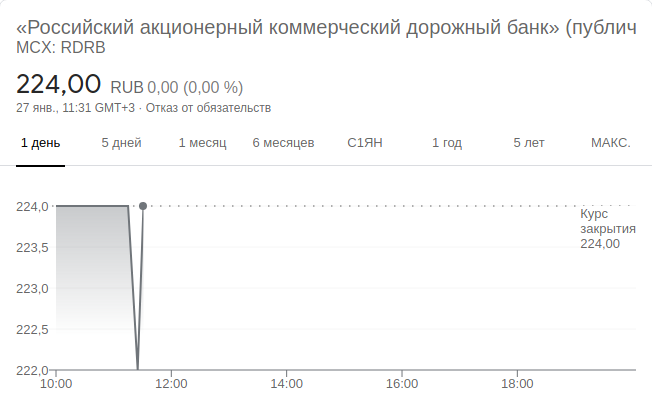 «Российский акционерный коммерческий дорожный банк» (публич
MCX: RDRB
224,00 RUB 0,00 (0,00 %)
27 янв., 11:31 GMT+3 · Отказ от обязательств
1 день 5 дней 1 месяц 6 месяцев С1ЯН 1 год 5 лет МАКС.
224,0
Курс
закрытия
224,00
223,5
223,0
222,5
222,0
10:00 12:00 14:00 16:00 18:00